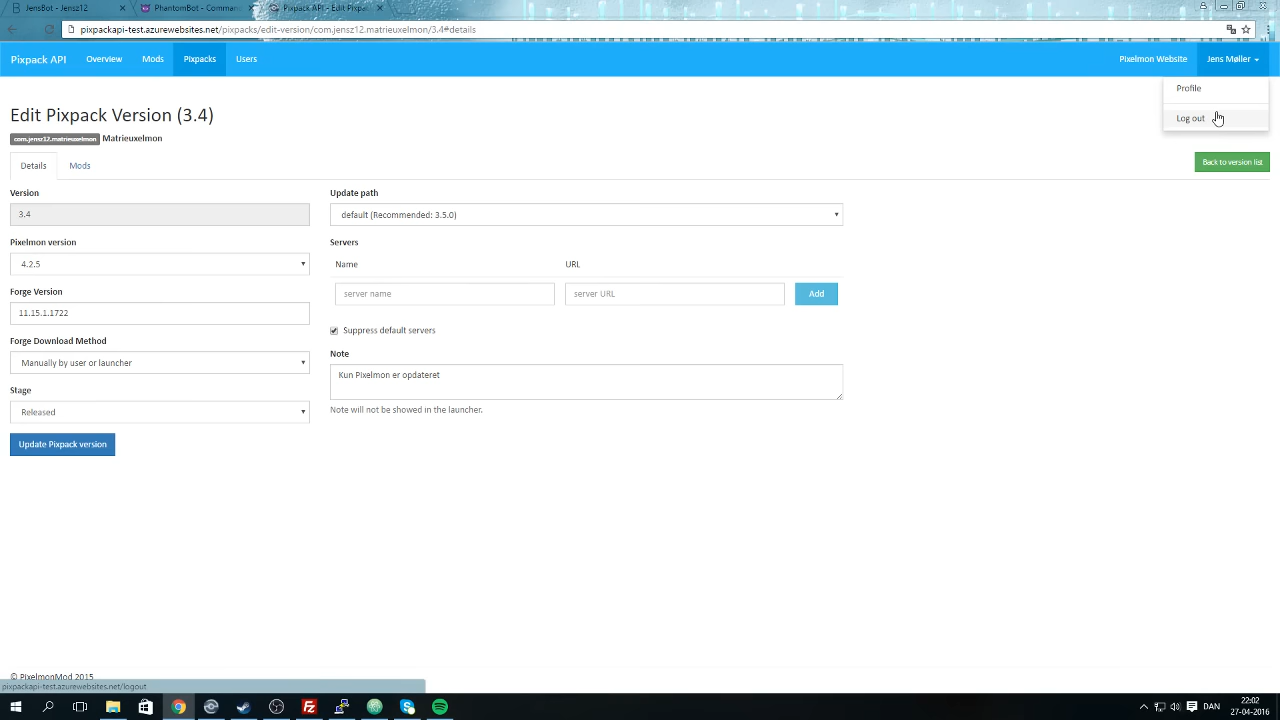 JensBot - Jensz12
PhantomBot - Comman
Pixpack API - Edit Pixpa
pixpackapi-test.azurewebsites.net/pixpacks/edit-version/com.jensz12.matrieuxelmon/3.4#details
Pixpack API Overview Mods Pixpacks Users Pixelmon Website Jens Møller
Profile
Log out
Edit Pixpack Version (3.4)
com.jensz12.matrieuxelmon Matrieuxelmon
Details Mods
Back to version list
Version
3.4
Pixelmon version
4.2.5
Forge Version
11.15.1.1722
Forge Download Method
Manually by user or launcher
Stage
Released
Update Pixpack version
Update path
default (Recommended: 3.5.0)
Servers
Name URL
server name server URL Add
Suppress default servers
Note
Kun Pixelmon er opdateret
Note will not be showed in the launcher.
© PixelmonMod 2015
pixpackapi-test.azurewebsites.net/logout
DAN
22:02
27-04-2016